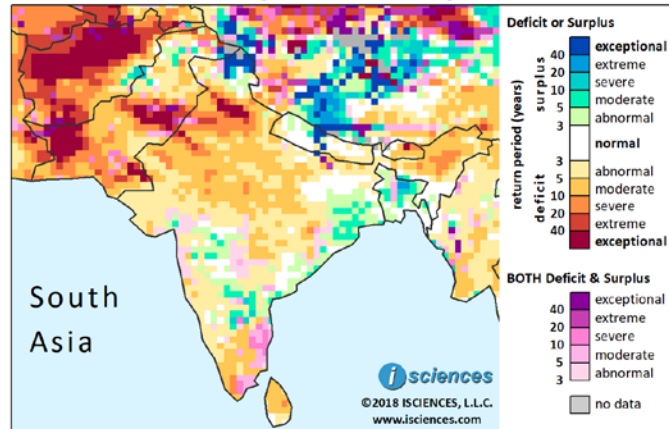 South
Asia
i sciences
©2018 ISCIENCES, L.L.C.
www.isciences.com
Deficit or Surplus
return period (years)
surplus
deficit
exceptional
40
extreme
20
severe
10
moderate
5
abnormal
3
normal
3
abnormal
5
moderate
10
severe
20
extreme
40
exceptional
BOTH Deficit & Surplus
exceptional
40
extreme
20
severe
10
moderate
5
abnormal
3
no data